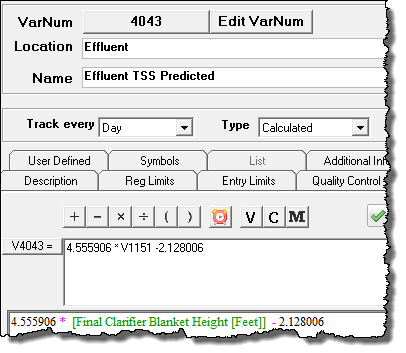 VarNum 4043 Edit VarNum
Location Effluent
Name Effluent TSS Predicted
Track every Day Type Calculated
User Defined Symbols List Additional Inf
Description Reg Limits Entry Limits Quality Control
+ − × ÷ ( ) V C M
V4043 = 4.555906 * V1151 -2.128006
4.555906 * [Final Clarifier Blanket Height [Feet]] - 2.128006